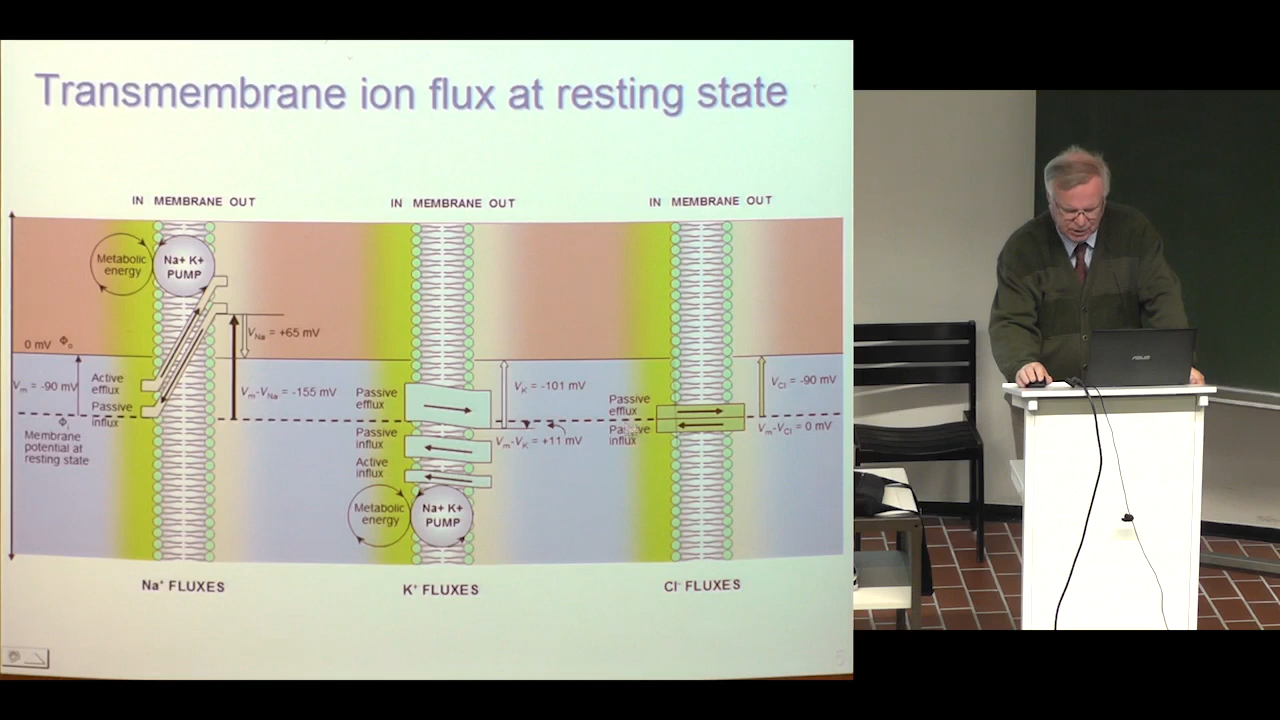 Transmembrane ion flux at resting state
IN MEMBRANE OUT
IN MEMBRANE OUT
IN MEMBRANE OUT
Metabolic
energy
Na+ K+
PUMP
V_Na = +65 mV
0 mV Φ_o
V_m = -90 mV
Active
efflux
Passive
influx
V_m-V_Na = -155 mV
Φ_i
Membrane
potential at
resting state
Passive
efflux
V_K = -101 mV
Passive
influx
V_m-V_K = +11 mV
Active
influx
Metabolic
energy
Na+ K+
PUMP
Passive
efflux
V_Cl = -90 mV
Passive
influx
V_m-V_Cl = 0 mV
Na⁺ FLUXES
K⁺ FLUXES
Cl⁻ FLUXES
5
ASUS